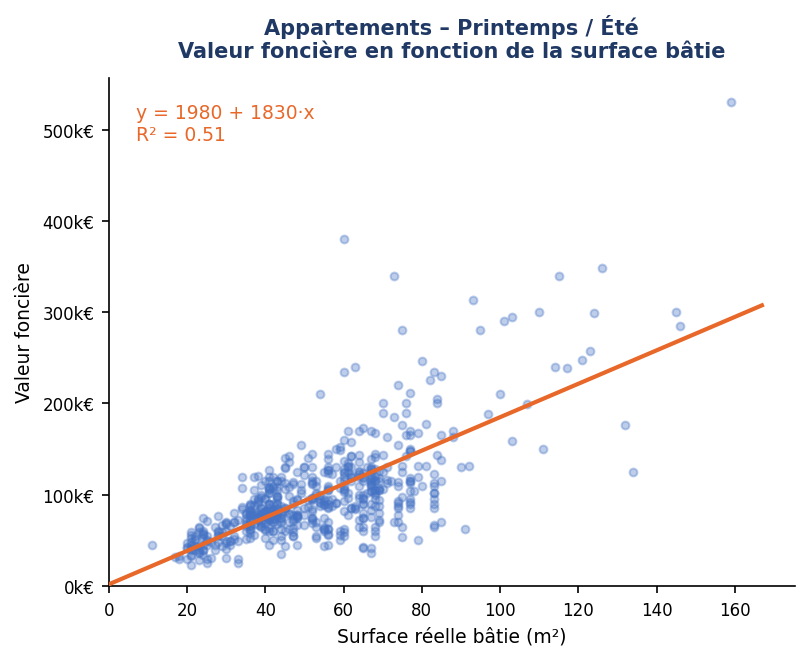 Appartements – Printemps / Été
Valeur foncière en fonction de la surface bâtie
y = 1980 + 1830·x
R² = 0.51
Valeur foncière
500k€
400k€
300k€
200k€
100k€
0k€
0 20 40 60 80 100 120 140 160
Surface réelle bâtie (m²)